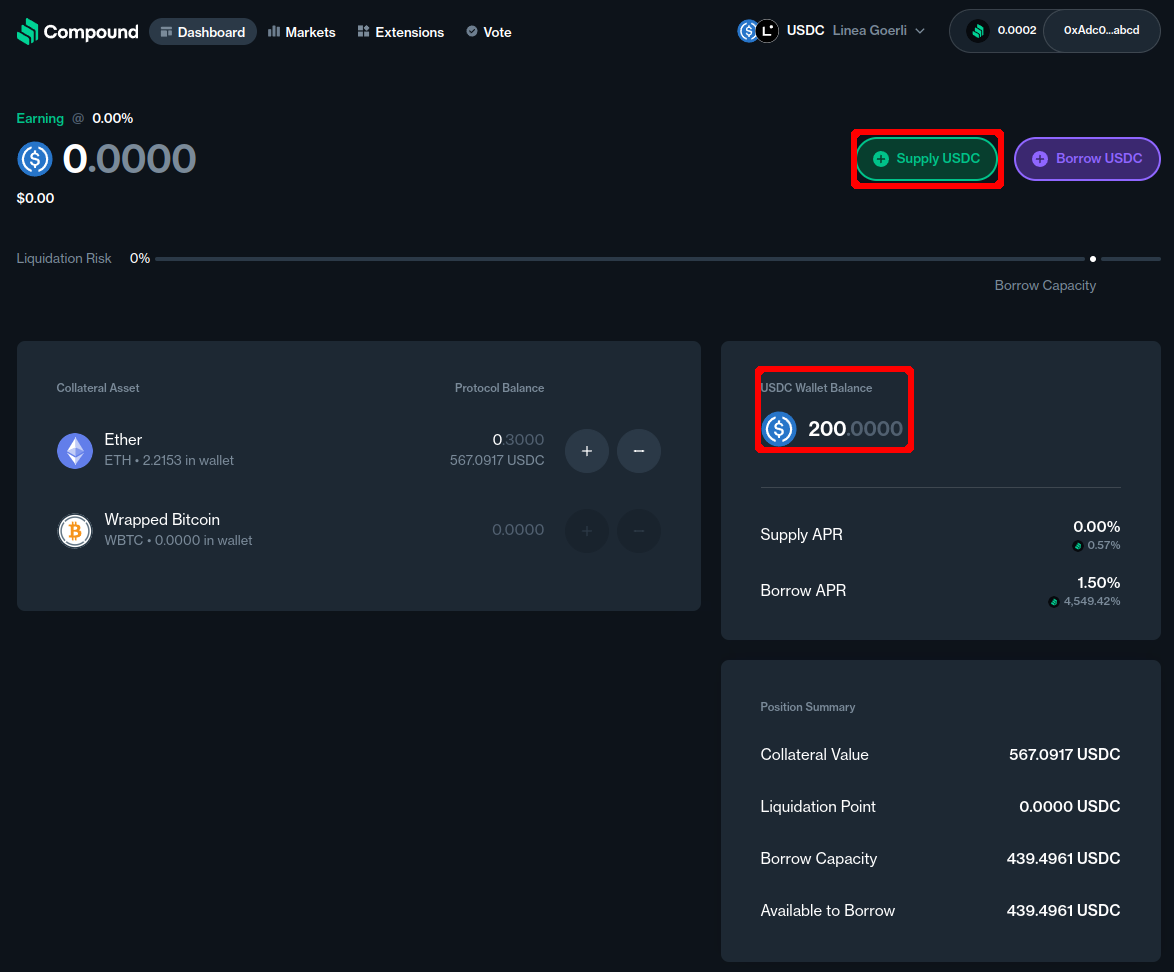 Compound Dashboard Markets Extensions Vote USDC Linea Goerli 0.0002 0xAdc0...abcd
Earning @ 0.00%
0.0000
$0.00
Supply USDC
Borrow USDC
Liquidation Risk 0%
Borrow Capacity
Collateral Asset Protocol Balance
Ether 0.3000
ETH • 2.2153 in wallet 567.0917 USDC
Wrapped Bitcoin 0.0000
WBTC • 0.0000 in wallet
USDC Wallet Balance
200.0000
Supply APR 0.00%
0.57%
Borrow APR 1.50%
4,549.42%
Position Summary
Collateral Value 567.0917 USDC
Liquidation Point 0.0000 USDC
Borrow Capacity 439.4961 USDC
Available to Borrow 439.4961 USDC